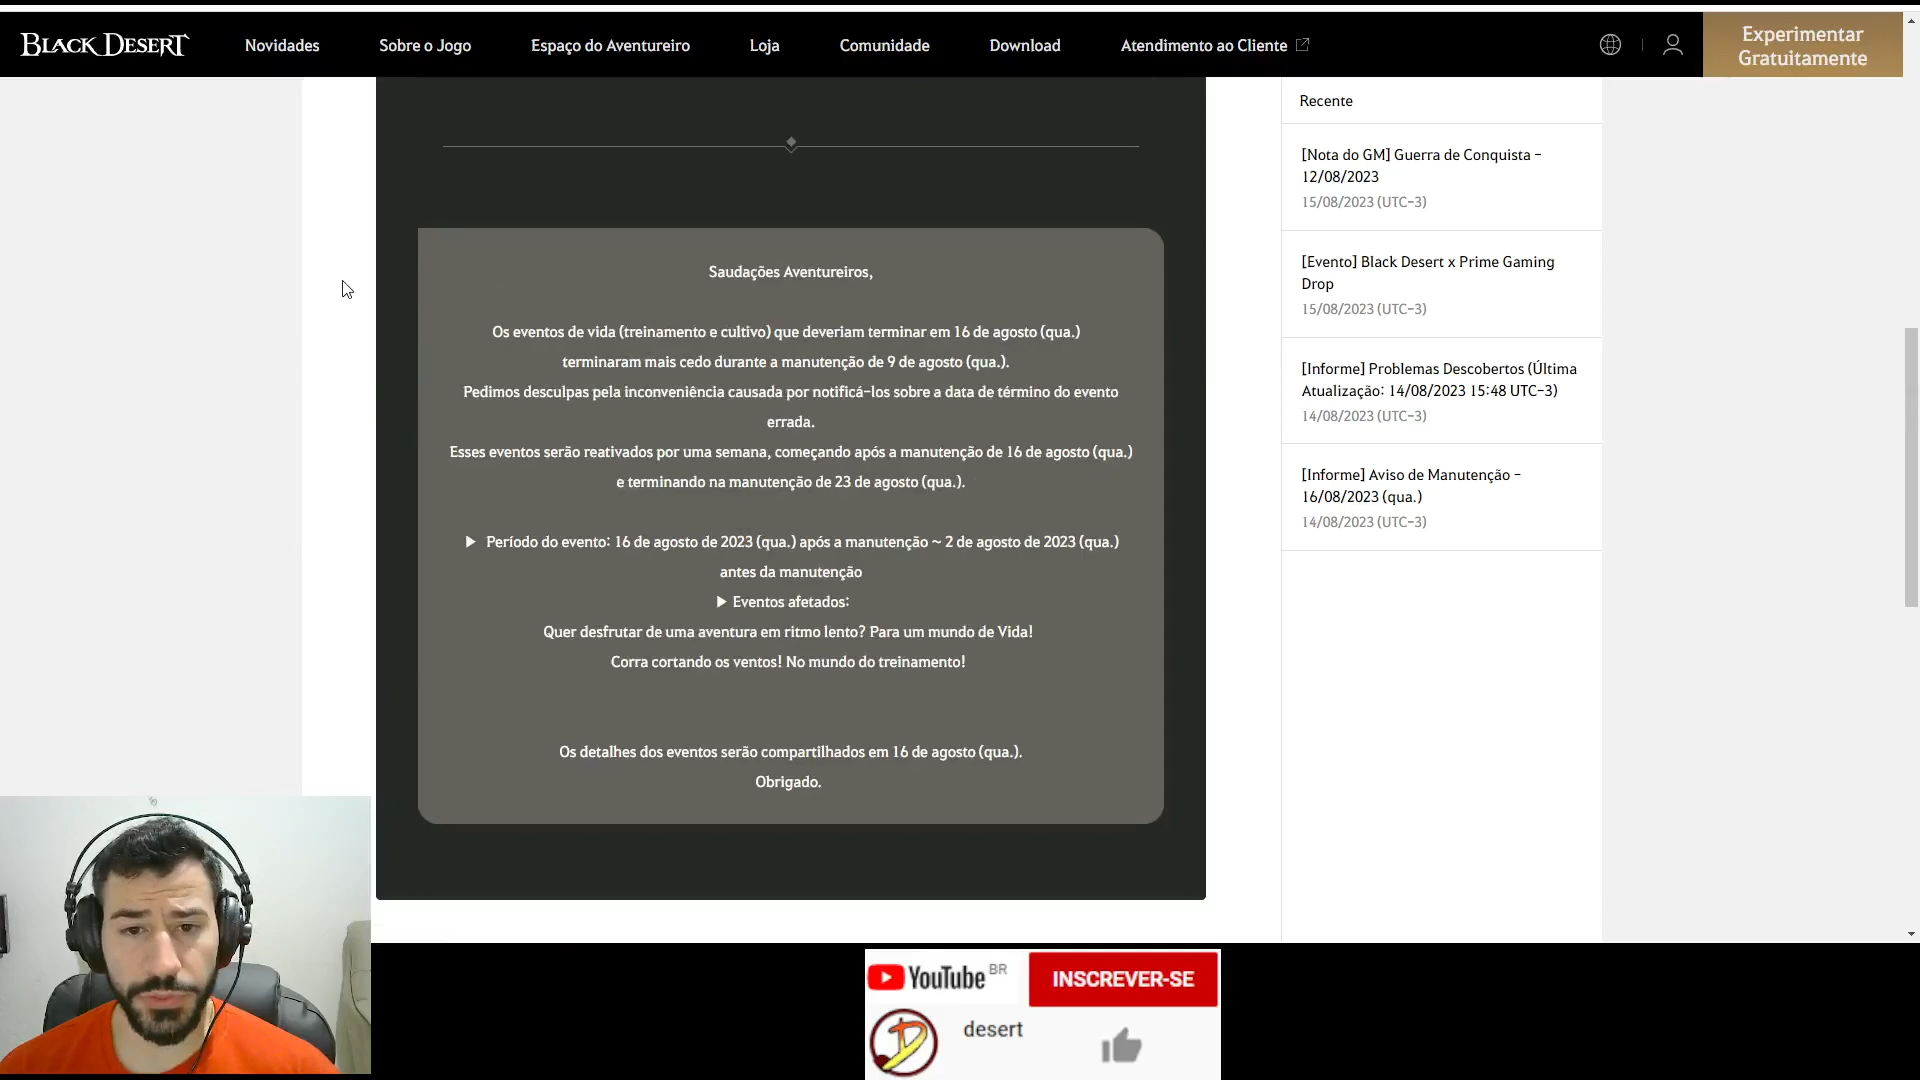 BLACK DESERT
Novidades
Sobre o Jogo
Espaço do Aventureiro
Loja
Comunidade
Download
Atendimento ao Cliente
Experimentar
Gratuitamente
Saudações Aventureiros,
Os eventos de vida (treinamento e cultivo) que deveriam terminar em 16 de agosto (qua.)
terminaram mais cedo durante a manutenção de 9 de agosto (qua.).
Pedimos desculpas pela inconveniência causada por notificá-los sobre a data de término do evento
errada.
Esses eventos serão reativados por uma semana, começando após a manutenção de 16 de agosto (qua.)
e terminando na manutenção de 23 de agosto (qua.).
▶ Período do evento: 16 de agosto de 2023 (qua.) após a manutenção ~ 2 de agosto de 2023 (qua.)
antes da manutenção
▶ Eventos afetados:
Quer desfrutar de uma aventura em ritmo lento? Para um mundo de Vida!
Corra cortando os ventos! No mundo do treinamento!
Os detalhes dos eventos serão compartilhados em 16 de agosto (qua.).
Obrigado.
Recente
[Nota do GM] Guerra de Conquista -
12/08/2023
15/08/2023 (UTC-3)
[Evento] Black Desert x Prime Gaming
Drop
15/08/2023 (UTC-3)
[Informe] Problemas Descobertos (Última
Atualização: 14/08/2023 15:48 UTC-3)
14/08/2023 (UTC-3)
[Informe] Aviso de Manutenção -
16/08/2023 (qua.)
14/08/2023 (UTC-3)
YouTube BR
INSCREVER-SE
D
desert